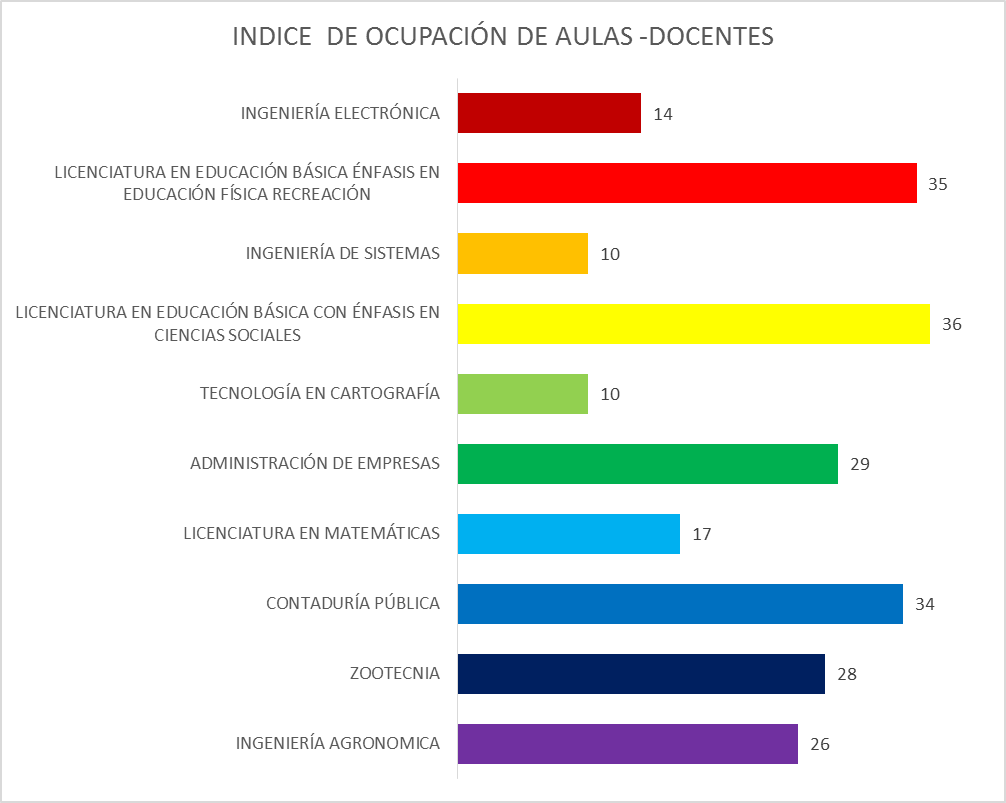 INDICE DE OCUPACIÓN DE AULAS -DOCENTES
INGENIERÍA ELECTRÓNICA
14
LICENCIATURA EN EDUCACIÓN BÁSICA ÉNFASIS EN
EDUCACIÓN FÍSICA RECREACIÓN
35
INGENIERÍA DE SISTEMAS
10
LICENCIATURA EN EDUCACIÓN BÁSICA CON ÉNFASIS EN
CIENCIAS SOCIALES
36
TECNOLOGÍA EN CARTOGRAFÍA
10
ADMINISTRACIÓN DE EMPRESAS
29
LICENCIATURA EN MATEMÁTICAS
17
CONTADURÍA PÚBLICA
34
ZOOTECNIA
28
INGENIERÍA AGRONOMICA
26